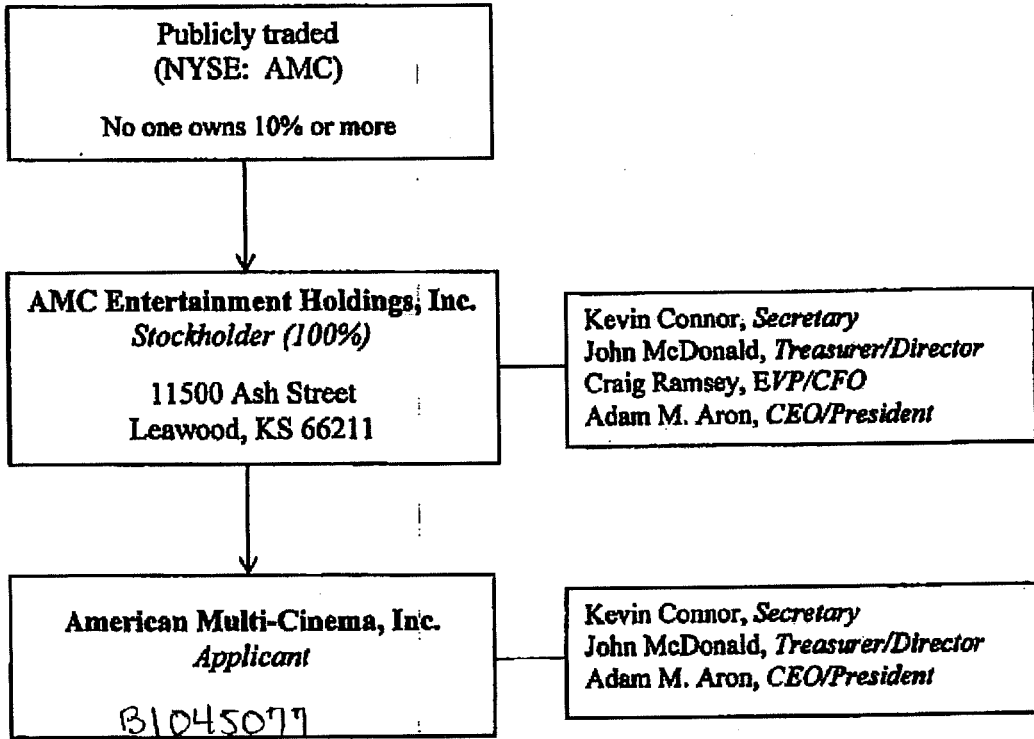 Publicly traded
(NYSE: AMC)
No one owns 10% or more
AMC Entertainment Holdings, Inc.
Stockholder (100%)
11500 Ash Street
Leawood, KS 66211
Kevin Connor, Secretary
John McDonald, Treasurer/Director
Craig Ramsey, EVP/CFO
Adam M. Aron, CEO/President
American Multi-Cinema, Inc.
Applicant
B1045077
Kevin Connor, Secretary
John McDonald, Treasurer/Director
Adam M. Aron, CEO/President